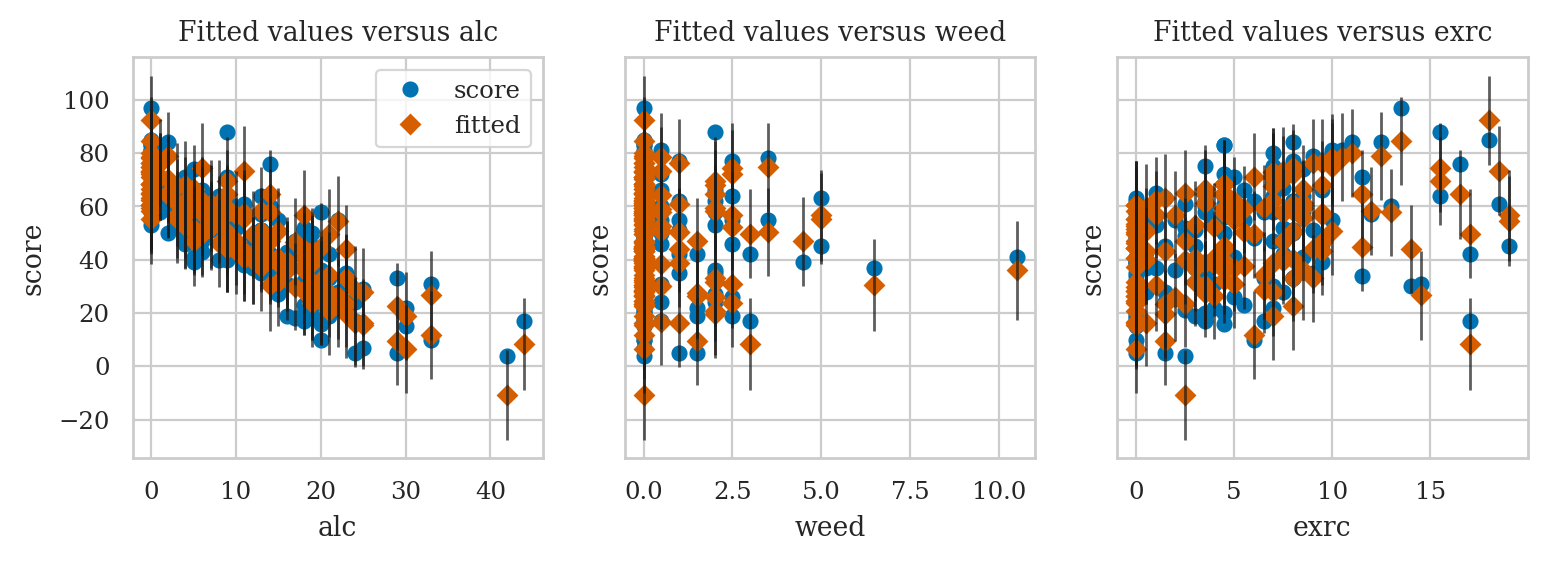 Fitted values versus alc
Fitted values versus weed
Fitted values versus exrc
score
fitted
100
80
60
40
20
0
−20
score
score
score
0
10
20
30
40
0.0
2.5
5.0
7.5
10.0
0
5
10
15
alc
weed
exrc